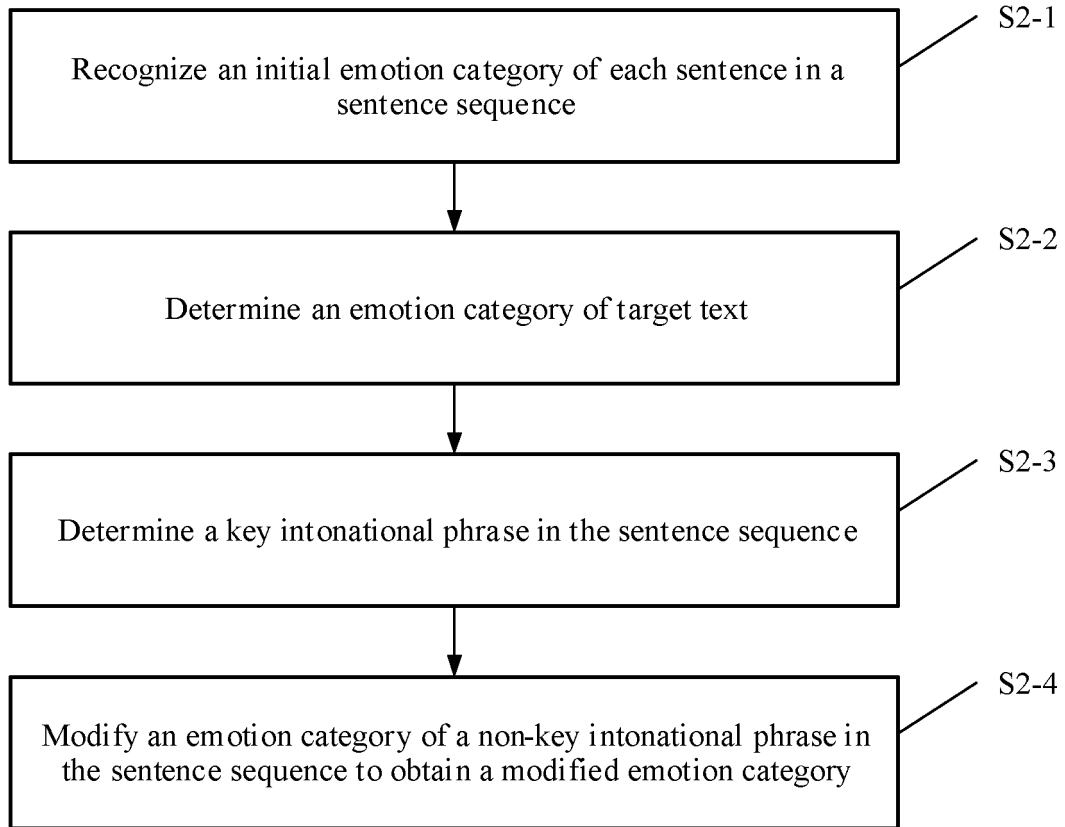 S2-1
Recognize an initial emotion category of each sentence in a
sentence sequence
S2-2
Determine an emotion category of target text
S2-3
Determine a key intonational phrase in the sentence sequence
S2-4
Modify an emotion category of a non-key intonational phrase in
the sentence sequence to obtain a modified emotion category